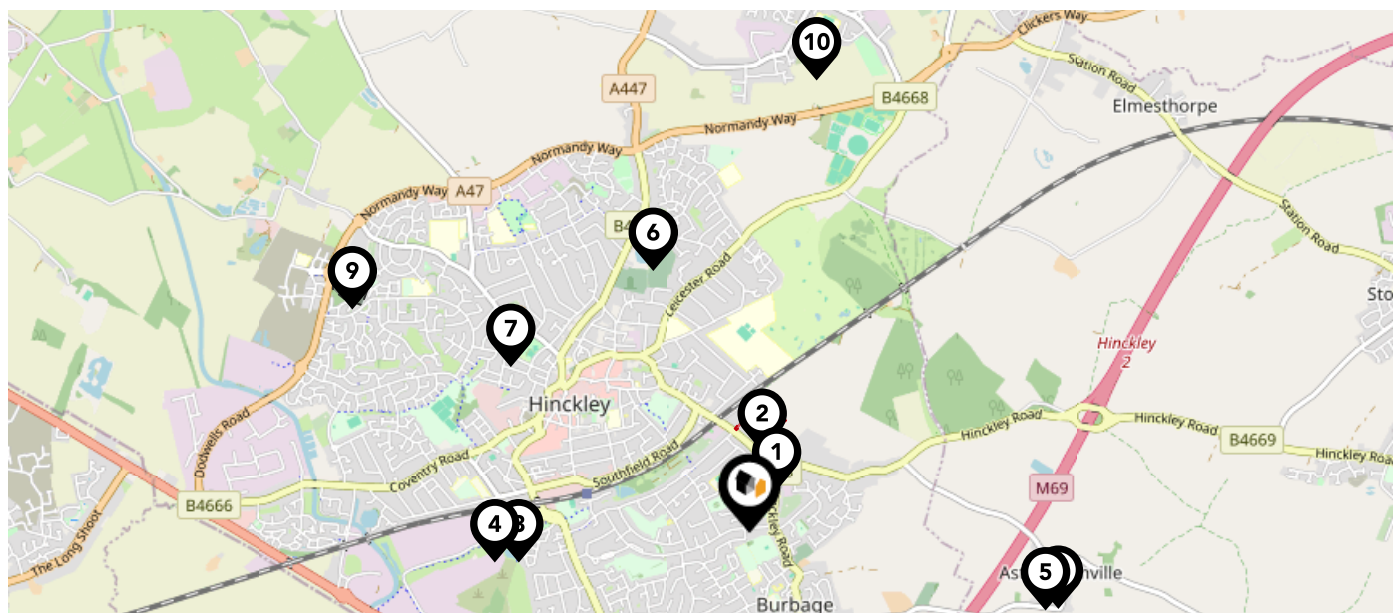 Clickers Way
10
A447
Station Road
B4668
Elmesthorpe
Normandy Way
Normandy Way
Normandy Way
A47
Station Road
B4
6
9
Leicester Road
7
Hinckley
2
Hinckley
2
1
Hinckley Road
Hinckley Road
B4669
Hinckley Road
Dodwells Road
Coventry Road
Southfield Road
M69
B4666
The Long Shoot
4
3
5
Burbage